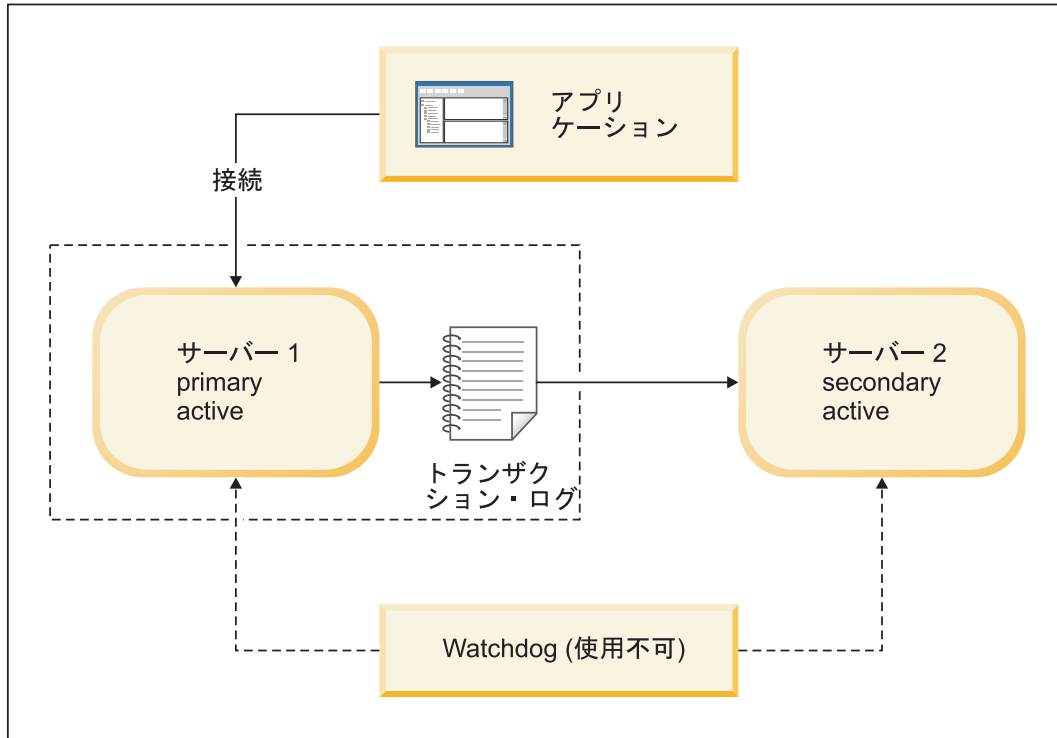 アプリ
ケーション
接続
サーバー 1
primary
active
トランザク
ション・ログ
サーバー 2
secondary
active
Watchdog (使用不可)